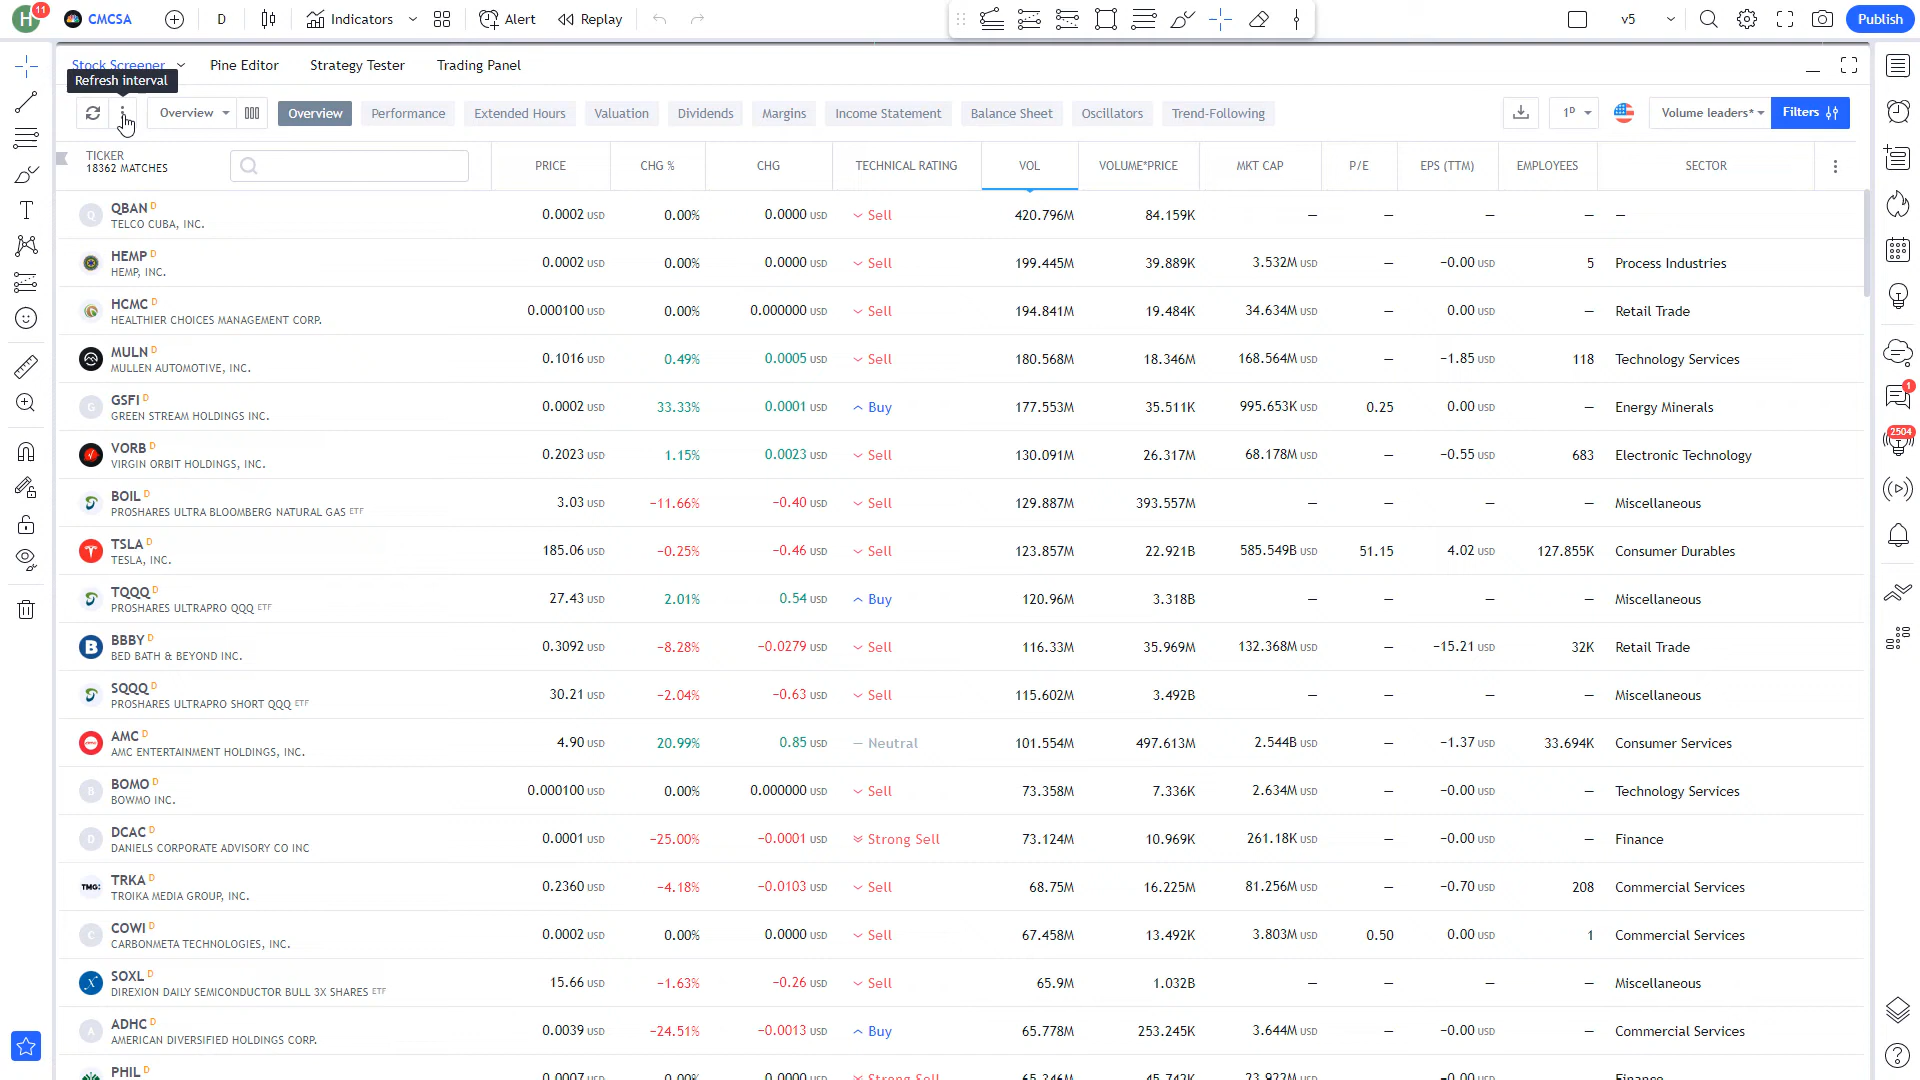 H 11 CMCSA D Indicators Alert Replay v5 Publish
Stock Screener Pine Editor Strategy Tester Trading Panel
Refresh interval
Overview Overview Performance Extended Hours Valuation Dividends Margins Income Statement Balance Sheet Oscillators Trend-Following 1D Volume leaders* Filters
TICKER PRICE CHG % CHG TECHNICAL RATING VOL VOLUME*PRICE MKT CAP P/E EPS (TTM) EMPLOYEES SECTOR
18362 MATCHES
Q QBAN D 0.0002 USD 0.00% 0.0000 USD Sell 420.796M 84.159K — — — — —
TELCO CUBA, INC.
HEMP D 0.0002 USD 0.00% 0.0000 USD Sell 199.445M 39.889K 3.532M USD — −0.00 USD 5 Process Industries
HEMP, INC.
HCMC D 0.000100 USD 0.00% 0.000000 USD Sell 194.841M 19.484K 34.634M USD — 0.00 USD — Retail Trade
HEALTHIER CHOICES MANAGEMENT CORP.
MULN D 0.1016 USD 0.49% 0.0005 USD Sell 180.568M 18.346M 168.564M USD — −1.85 USD 118 Technology Services
MULLEN AUTOMOTIVE, INC.
G GSFI D 0.0002 USD 33.33% 0.0001 USD Buy 177.553M 35.511K 995.653K USD 0.25 0.00 USD — Energy Minerals
GREEN STREAM HOLDINGS INC.
VORB D 0.2023 USD 1.15% 0.0023 USD Sell 130.091M 26.317M 68.178M USD — −0.55 USD 683 Electronic Technology
VIRGIN ORBIT HOLDINGS, INC.
BOIL D 3.03 USD −11.66% −0.40 USD Sell 129.887M 393.557M — — — — Miscellaneous
PROSHARES ULTRA BLOOMBERG NATURAL GAS ETF
TSLA D 185.06 USD −0.25% −0.46 USD Sell 123.857M 22.921B 585.549B USD 51.15 4.02 USD 127.855K Consumer Durables
TESLA, INC.
TQQQ D 27.43 USD 2.01% 0.54 USD Buy 120.96M 3.318B — — — — Miscellaneous
PROSHARES ULTRAPRO QQQ ETF
B BBBY D 0.3092 USD −8.28% −0.0279 USD Sell 116.33M 35.969M 132.368M USD — −15.21 USD 32K Retail Trade
BED BATH & BEYOND INC.
SQQQ D 30.21 USD −2.04% −0.63 USD Sell 115.602M 3.492B — — — — Miscellaneous
PROSHARES ULTRAPRO SHORT QQQ ETF
AMC D 4.90 USD 20.99% 0.85 USD — Neutral 101.554M 497.613M 2.544B USD — −1.37 USD 33.694K Consumer Services
AMC ENTERTAINMENT HOLDINGS, INC.
B BOMO D 0.000100 USD 0.00% 0.000000 USD Sell 73.358M 7.336K 2.634M USD — −0.00 USD — Technology Services
BOWMO INC.
D DCAC D 0.0001 USD −25.00% −0.0001 USD Strong Sell 73.124M 10.969K 261.18K USD — −0.00 USD — Finance
DANIELS CORPORATE ADVISORY CO INC
TMG: TRKA D 0.2360 USD −4.18% −0.0103 USD Sell 68.75M 16.225M 81.256M USD — −0.70 USD 208 Commercial Services
TROIKA MEDIA GROUP, INC.
C COWI D 0.0002 USD 0.00% 0.0000 USD Sell 67.458M 13.492K 3.803M USD 0.50 0.00 USD 1 Commercial Services
CARBONMETA TECHNOLOGIES, INC.
SOXL D 15.66 USD −1.63% −0.26 USD Sell 65.9M 1.032B — — — — Miscellaneous
DIREXION DAILY SEMICONDUCTOR BULL 3X SHARES ETF
A ADHC D 0.0039 USD −24.51% −0.0013 USD Buy 65.778M 253.245K 3.644M USD — −0.00 USD — Commercial Services
AMERICAN DIVERSIFIED HOLDINGS CORP.
PHIL D 0.0007 USD 0.00% 0.0000 USD Strong Sell 65.346M 45.742K 23.923M USD — −0.00 USD — Finance
1
2504